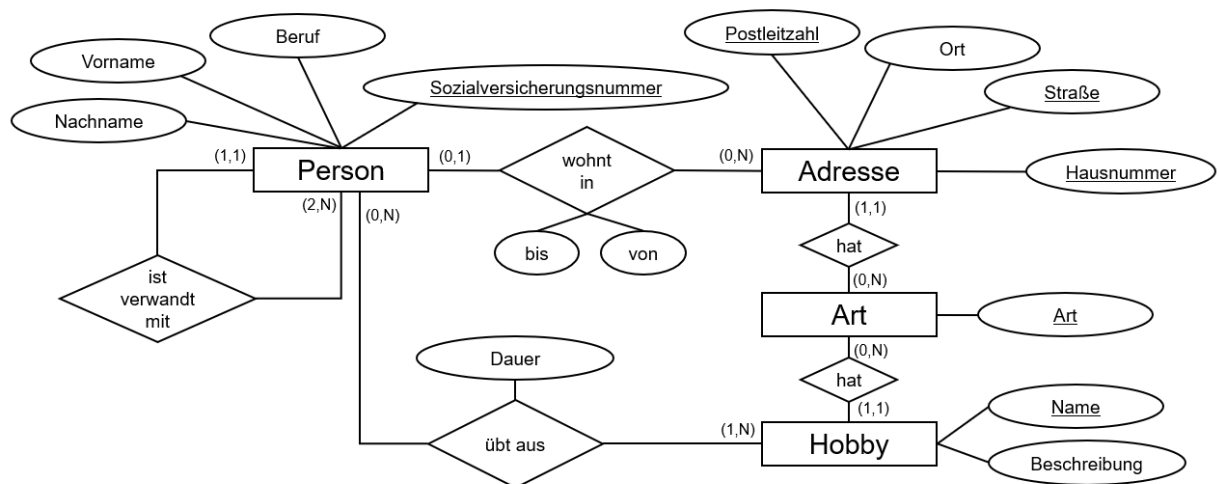 Beruf
Postleitzahl
Ort
Vorname
Sozialversicherungsnummer
Straße
Nachname
(1,1)
Person
(0,1)
wohnt
in
(0,N)
Adresse
Hausnummer
(2,N)
(0,N)
(1,1)
bis
von
hat
ist
verwandt
mit
(0,N)
Art
Art
(0,N)
Dauer
hat
(1,1)
Name
übt aus
(1,N)
Hobby
Beschreibung